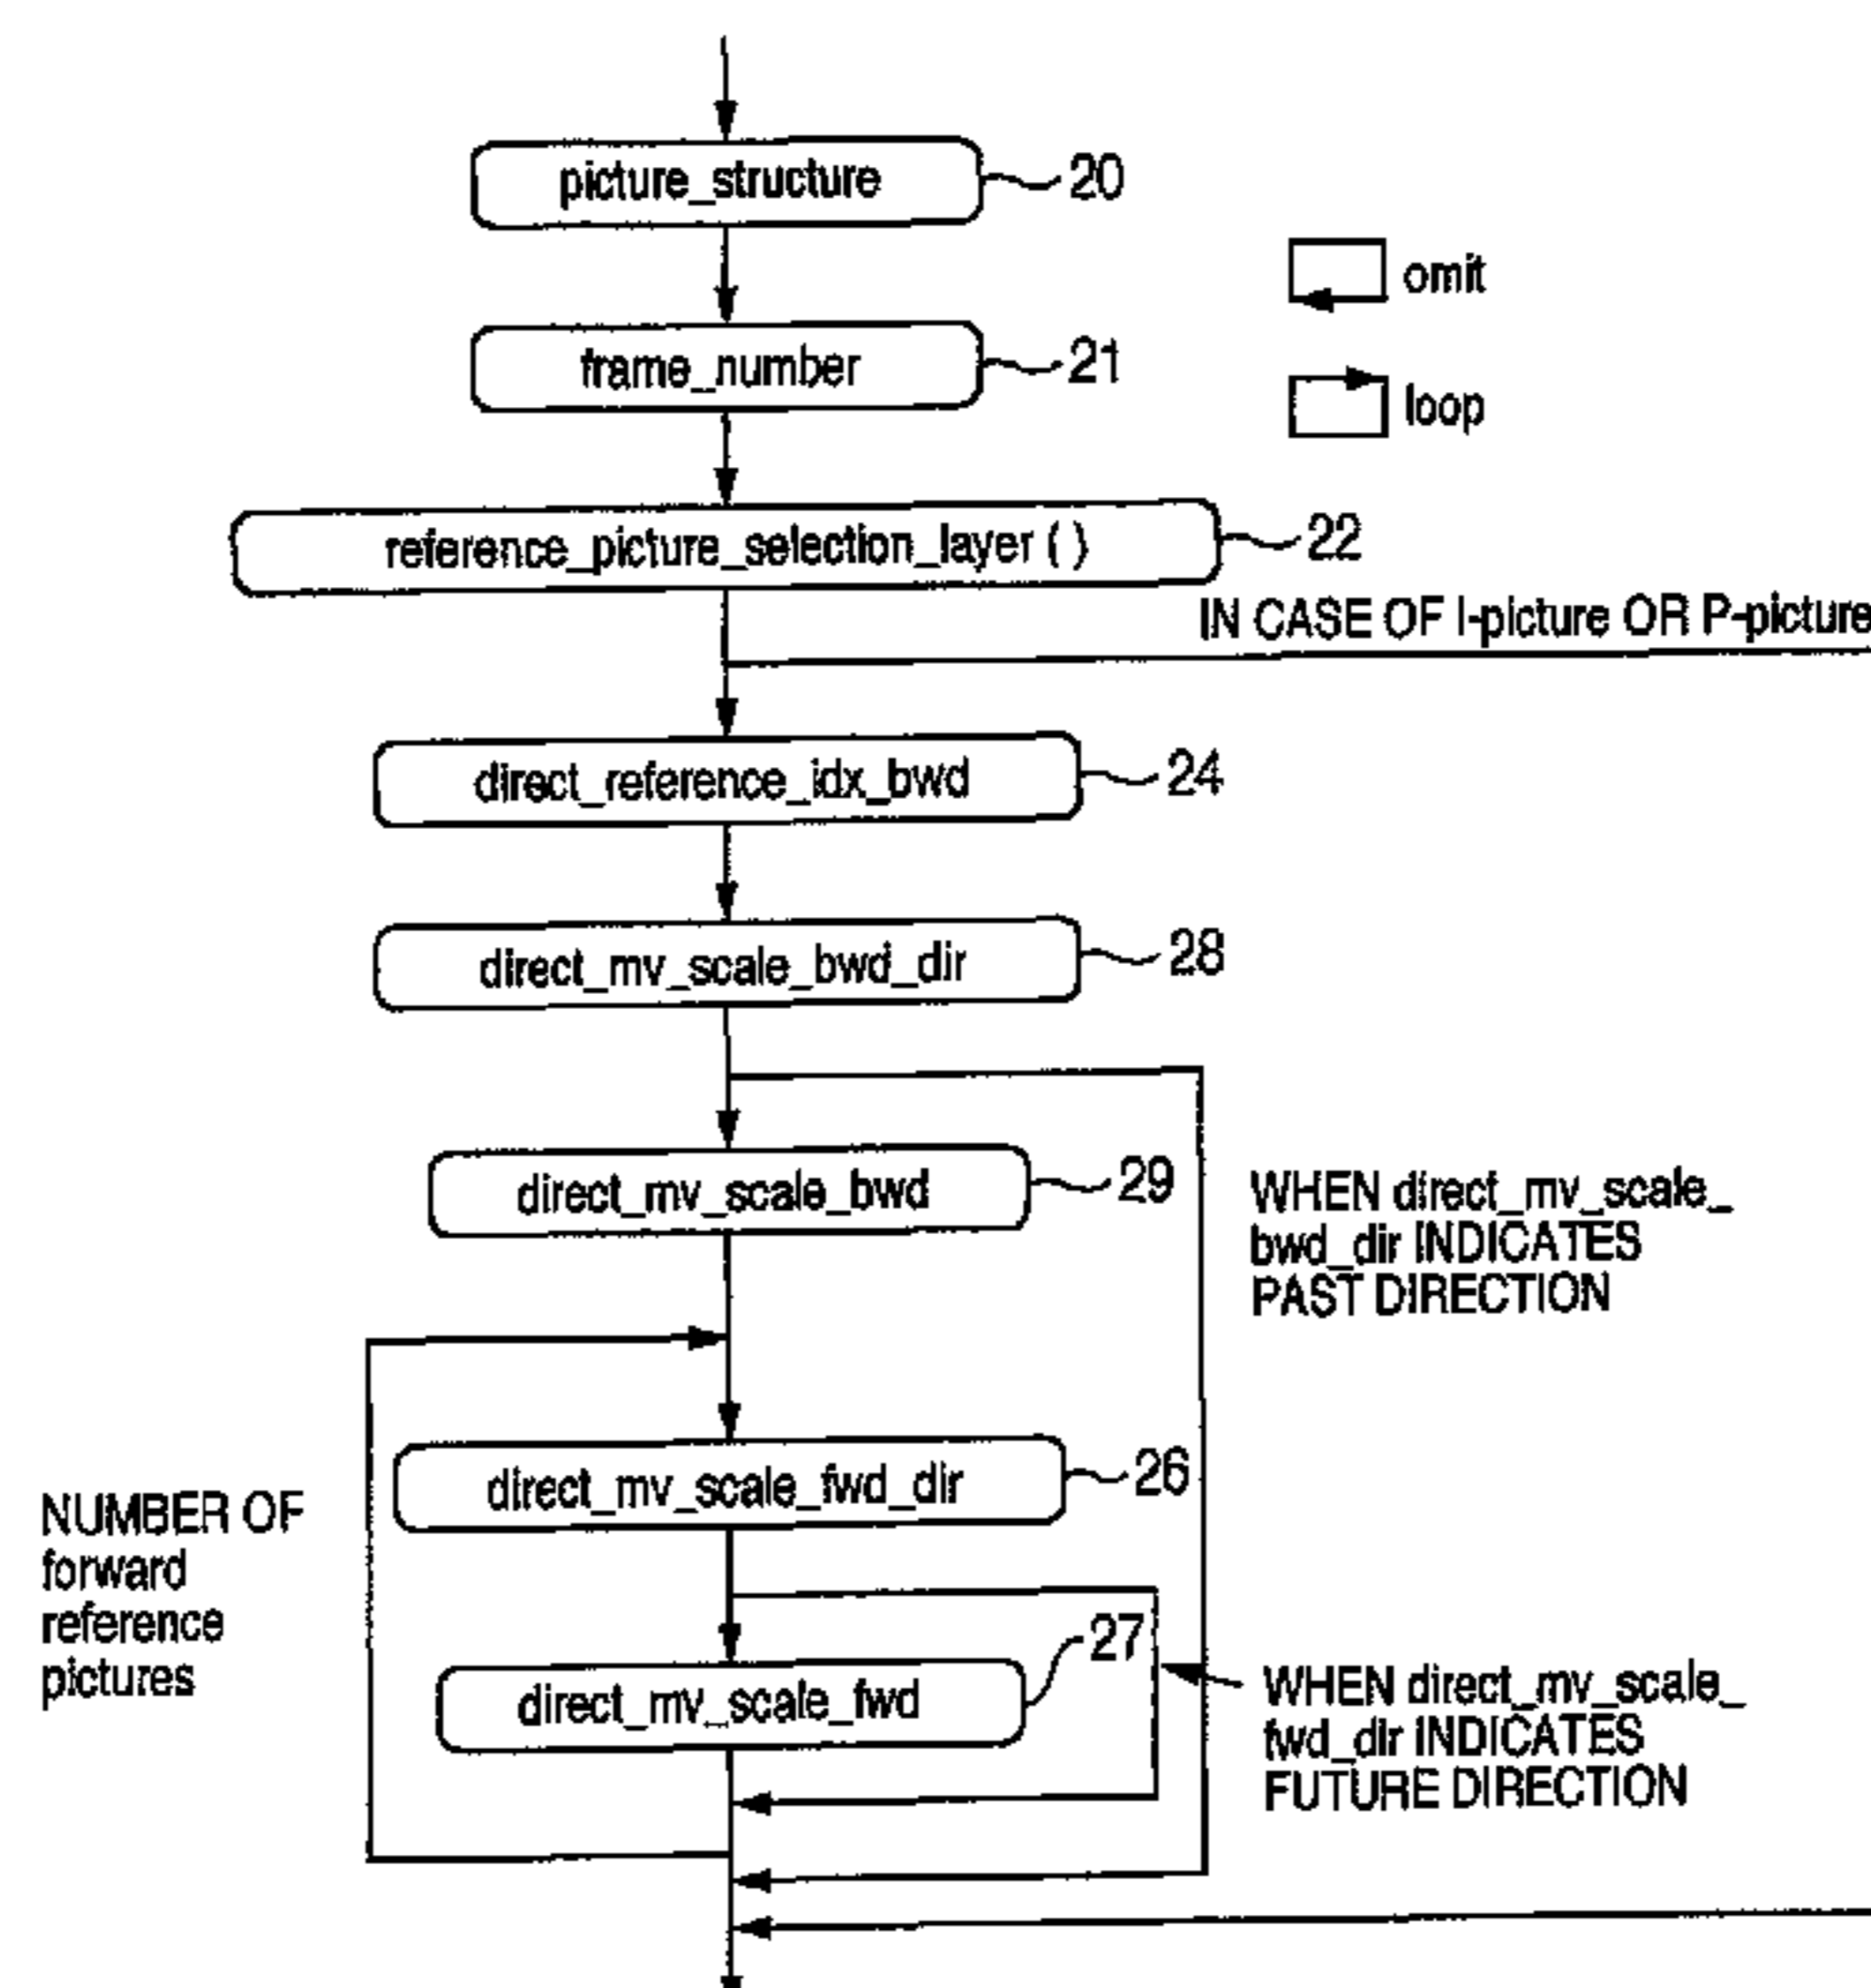 picture_structure
20
omit
frame_number
21
loop
reference_picture_selection_layer ( )
22
IN CASE OF I-picture OR P-picture
direct_reference_idx_bwd
24
direct_mv_scale_bwd_dir
28
direct_mv_scale_bwd
29
WHEN direct_mv_scale_
bwd_dir INDICATES
PAST DIRECTION
direct_mv_scale_fwd_dir
26
NUMBER OF
forward
reference
pictures
direct_mv_scale_fwd
27
WHEN direct_mv_scale_
fwd_dir INDICATES
FUTURE DIRECTION